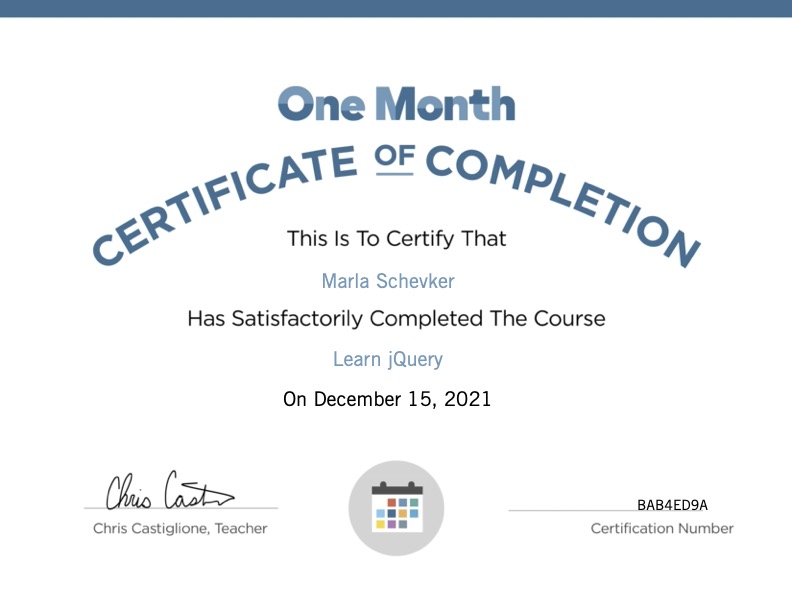 One Month
CERTIFICATE OF COMPLETION
This Is To Certify That
Marla Schevker
Has Satisfactorily Completed The Course
Learn jQuery
On December 15, 2021
Chris Cast
Chris Castiglione, Teacher
BAB4ED9A
Certification Number